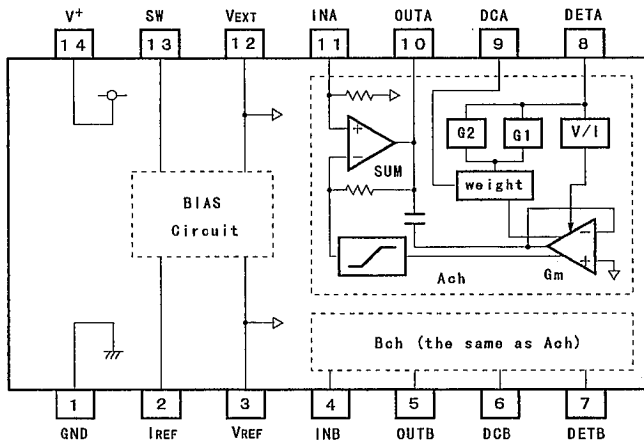 V+ SW VEXT INA OUTA DCA DETA
14 13 12 11 10 9 8
+
−
SUM
G2 G1 V/I
weight
BIAS
Circuit
−
+
Gm
Ach
Bch (the same as Ach)
1 2 3 4 5 6 7
GND IREF VREF INB OUTB DCB DETB